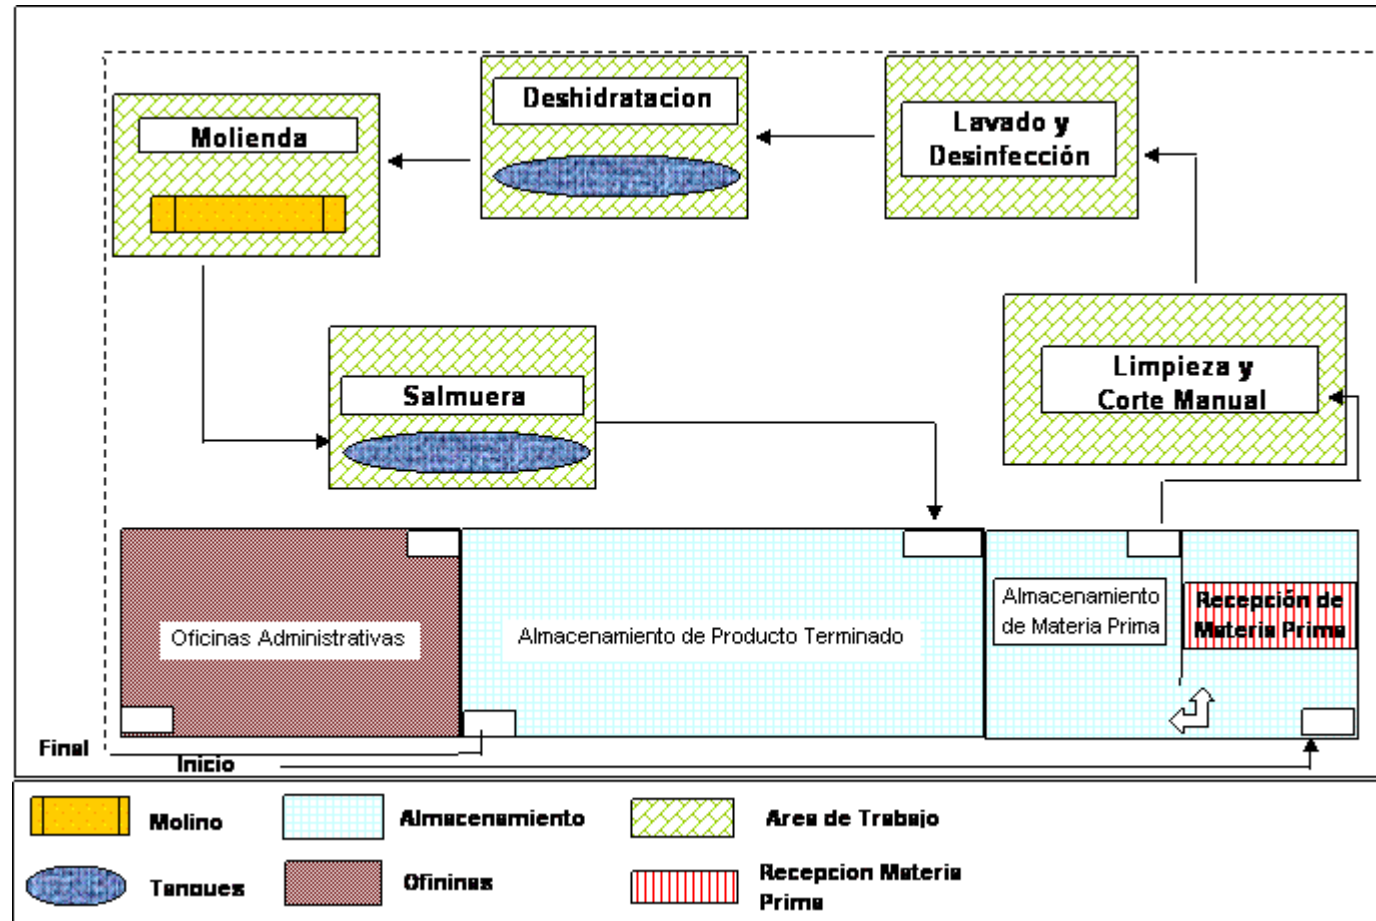 Deshidratacion
Molienda
Lavado y
Desinfección
Limpieza y
Corte Manual
Salmuera
Oficinas Administrativas
Almacenamiento de Producto Terminado
Almacenamiento
de Materia Prima
Recepción de
Materia Prima
Final
Inicio
Molino
Almacenamiento
Area de Trabajo
Tanques
Ofininas
Recepcion Materia
Prima